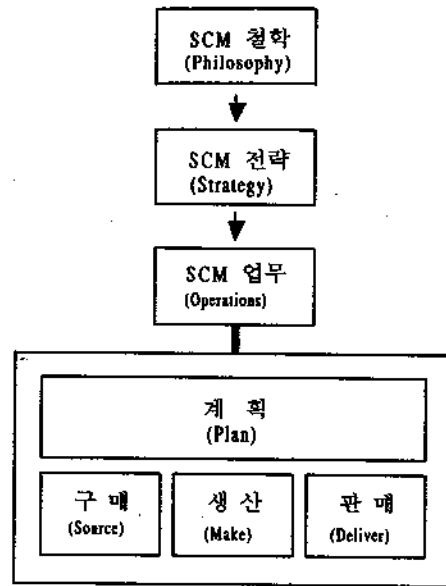 SCM 철학
(Philosophy)
SCM 전략
(Strategy)
SCM 업무
(Operations)
계 획
(Plan)
구 매
(Source)
생 산
(Make)
판 매
(Deliver)